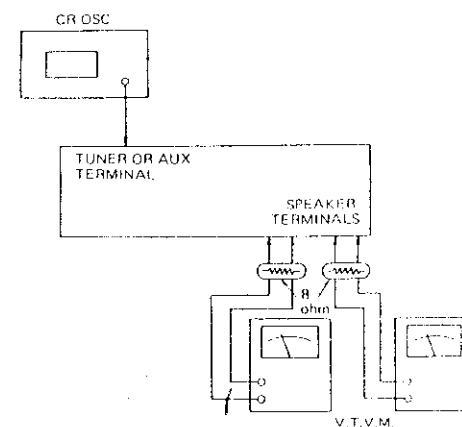 CR OSC
TUNER OR AUX
TERMINAL
SPEAKER
TERMINALS
8
ohm
V.T.V.M.